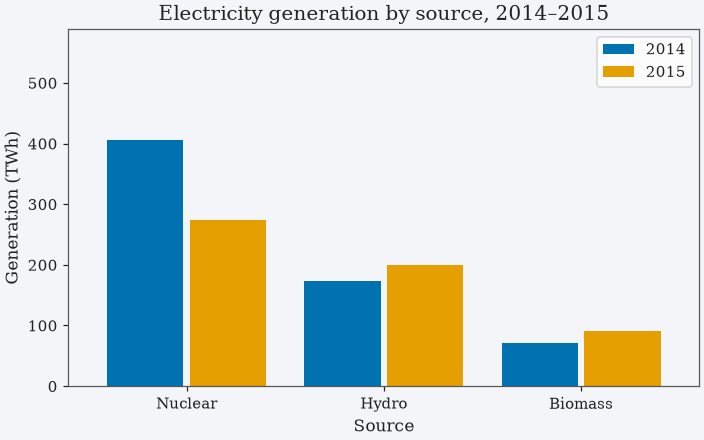 Electricity generation by source, 2014–2015
2014
2015
500
400
300
200
100
0
Generation (TWh)
Nuclear
Hydro
Biomass
Source